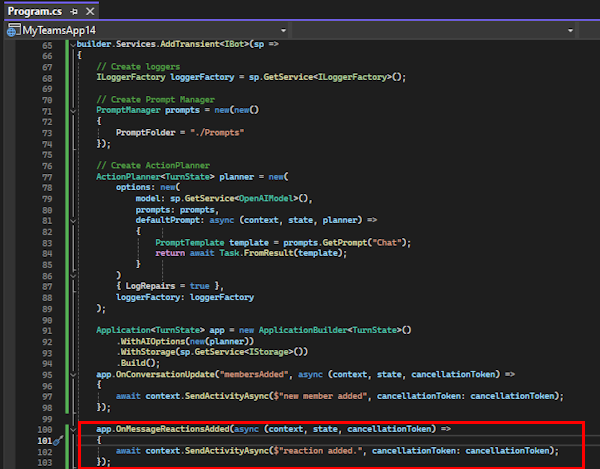 Program.cs
MyTeamsApp14
65 builder.Services.AddTransient<IBot>(sp =>
66 {
67 // Create loggers
68 ILoggerFactory loggerFactory = sp.GetService<ILoggerFactory>();
69
70 // Create Prompt Manager
71 PromptManager prompts = new(new()
72 {
73 PromptFolder = "./Prompts"
74 });
75
76 // Create ActionPlanner
77 ActionPlanner<TurnState> planner = new(
78 options: new(
79 model: sp.GetService<OpenAIModel>(),
80 prompts: prompts,
81 defaultPrompt: async (context, state, planner) =>
82 {
83 PromptTemplate template = prompts.GetPrompt("Chat");
84 return await Task.FromResult(template);
85 }
86 )
87 { LogRepairs = true },
88 loggerFactory: loggerFactory
89 );
90
91 Application<TurnState> app = new ApplicationBuilder<TurnState>()
92 .WithAIOptions(new(planner))
93 .WithStorage(sp.GetService<IStorage>())
94 .Build();
95 app.OnConversationUpdate("membersAdded", async (context, state, cancellationToken) =>
96 {
97 await context.SendActivityAsync($"new member added", cancellationToken: cancellationToken);
98 });
99
100 app.OnMessageReactionsAdded(async (context, state, cancellationToken) =>
101 {
102 await context.SendActivityAsync($"reaction added.", cancellationToken: cancellationToken);
103 });